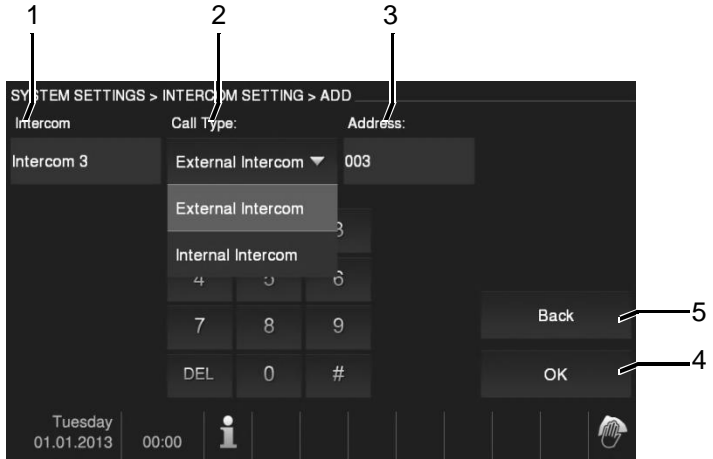 1 2 3
SYSTEM SETTINGS > INTERCOM SETTING > ADD
Intercom Call Type: Address:
Intercom 3 External Intercom 003
External Intercom
3
Internal Intercom
4 5 6
7 8 9
Back 5
DEL 0 #
OK 4
Tuesday
01.01.2013 00:00